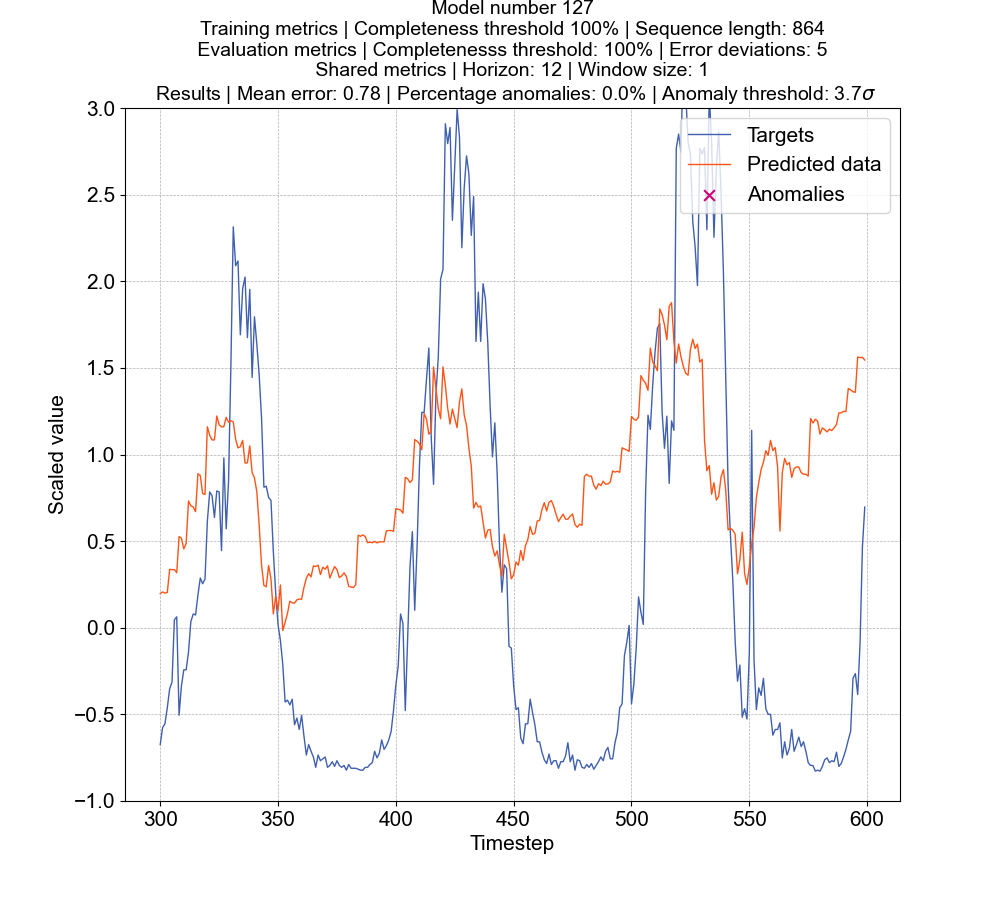 Model number 127
Training metrics | Completeness threshold 100% | Sequence length: 864
Evaluation metrics | Completenesss threshold: 100% | Error deviations: 5
Shared metrics | Horizon: 12 | Window size: 1
Results | Mean error: 0.78 | Percentage anomalies: 0.0% | Anomaly threshold: 3.7σ
Targets
Predicted data
Anomalies
3.0
2.5
2.0
1.5
1.0
0.5
0.0
−0.5
−1.0
Scaled value
300 350 400 450 500 550 600
Timestep